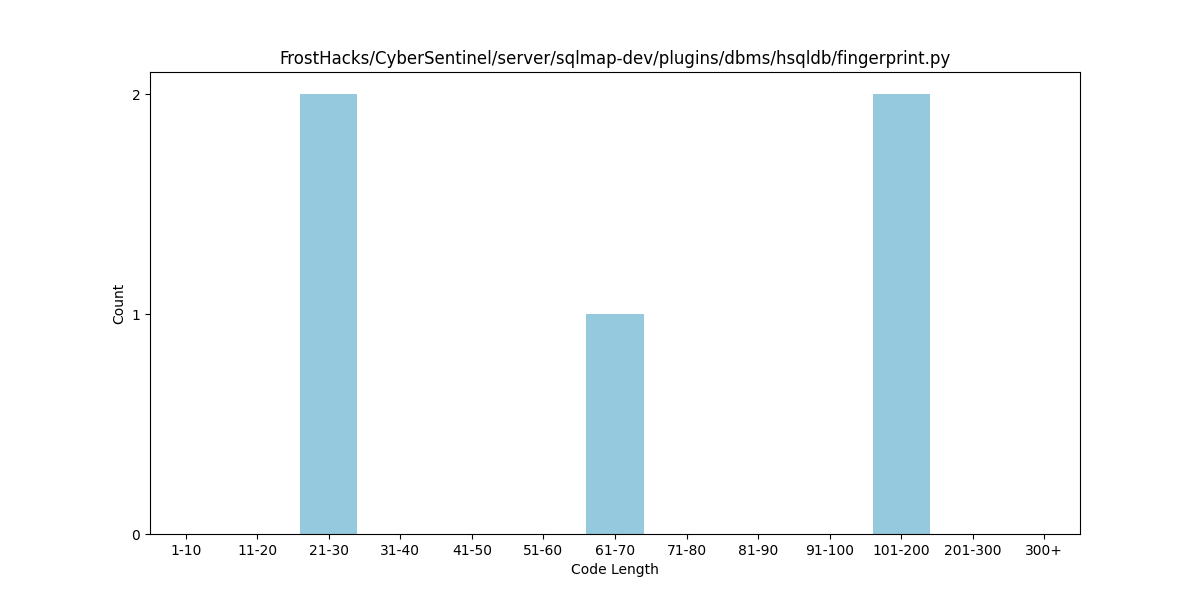 FrostHacks/CyberSentinel/server/sqlmap-dev/plugins/dbms/hsqldb/fingerprint.py
2
1
0
Count
1-10 11-20 21-30 31-40 41-50 51-60 61-70 71-80 81-90 91-100 101-200 201-300 300+
Code Length